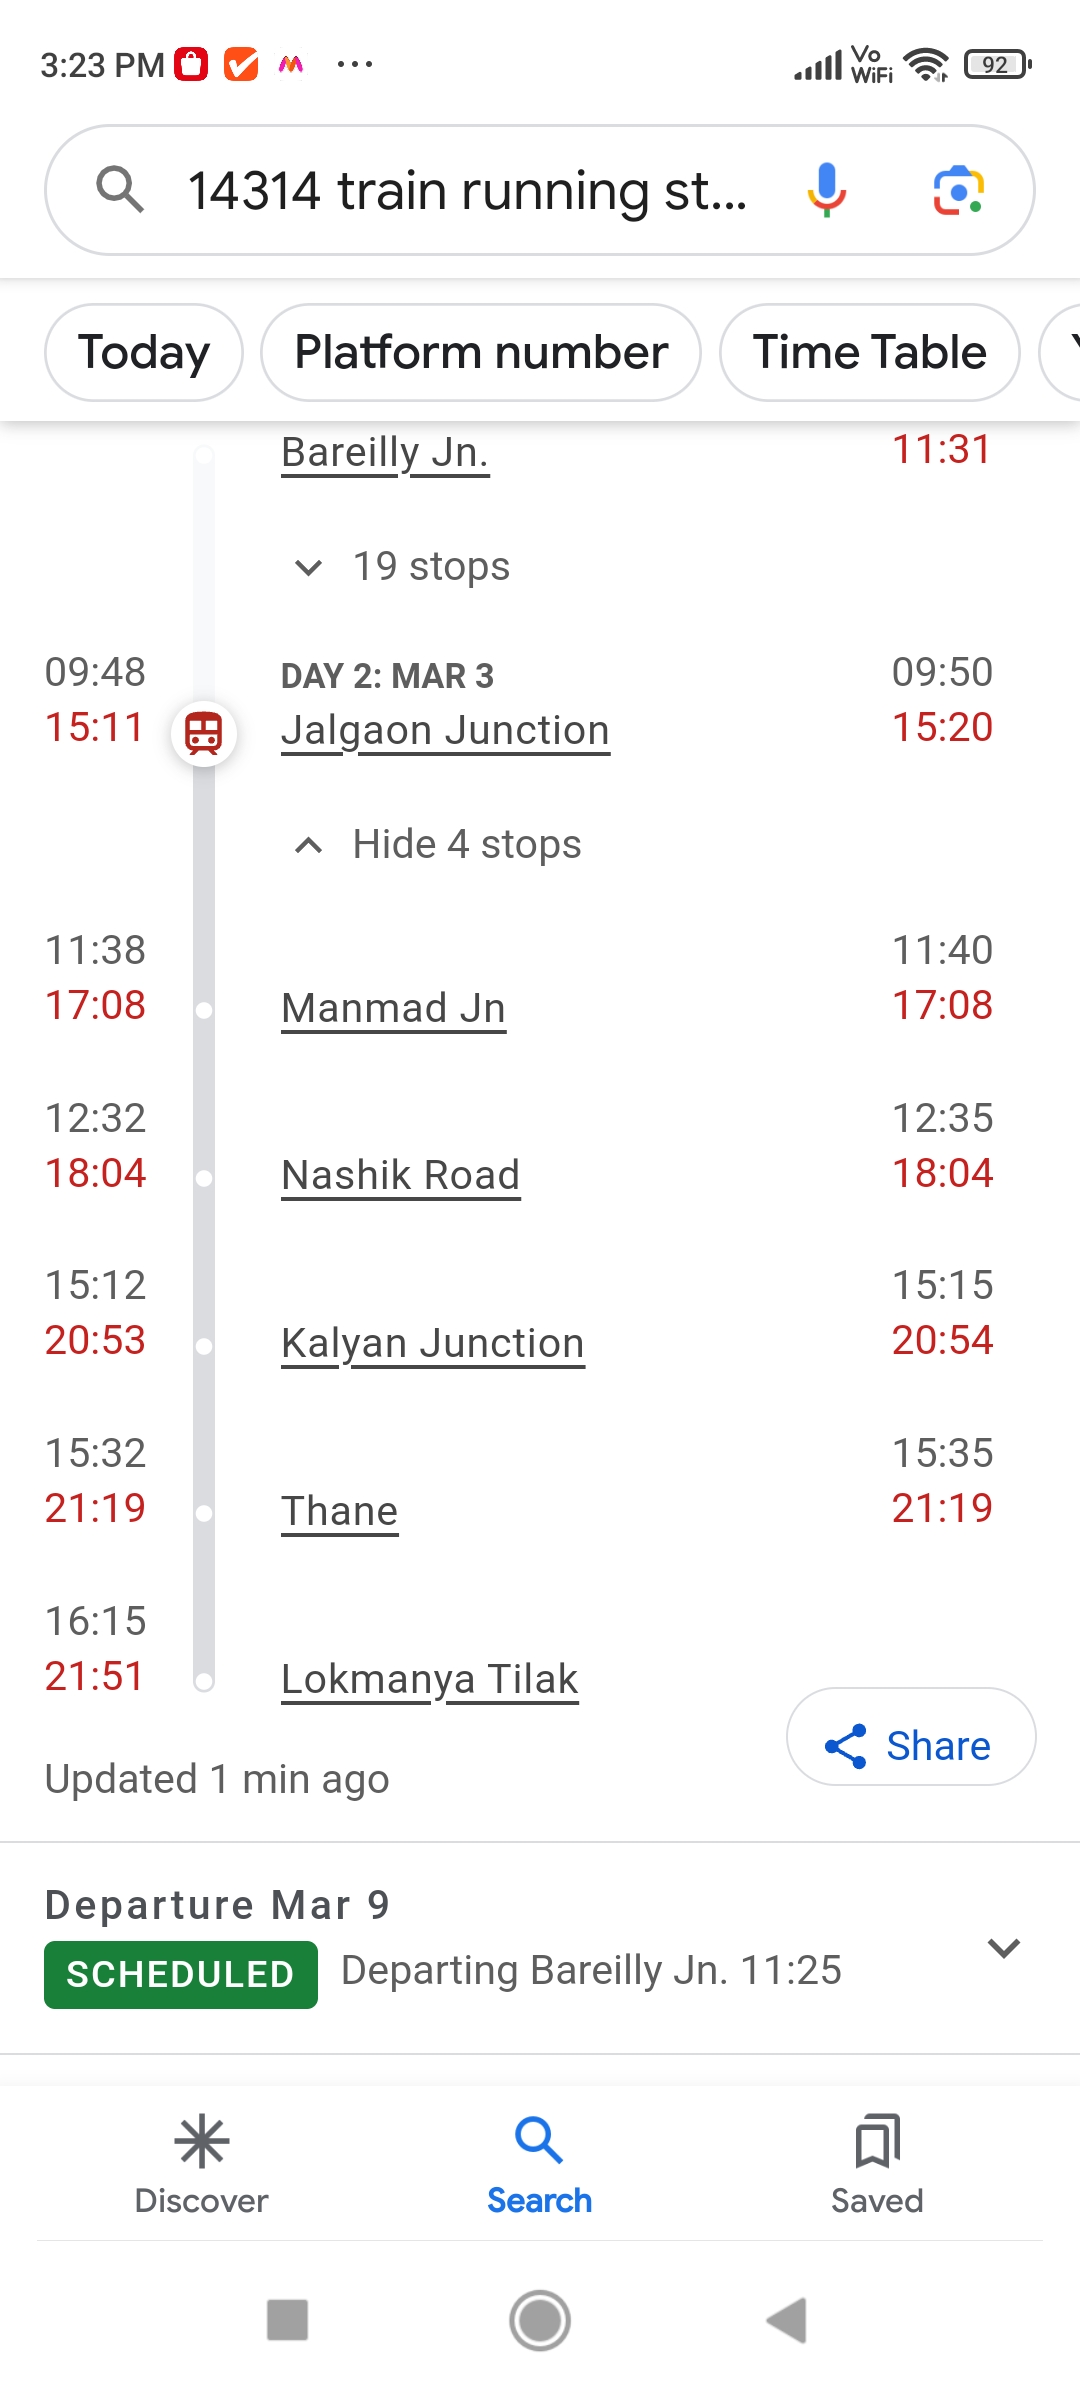 3:23 PM ... Vo WiFi 92
14314 train running st...
Today Platform number Time Table
Bareilly Jn. 11:31
19 stops
09:48 DAY 2: MAR 3 09:50
15:11 Jalgaon Junction 15:20
Hide 4 stops
11:38 11:40
17:08 Manmad Jn 17:08
12:32 12:35
18:04 Nashik Road 18:04
15:12 15:15
20:53 Kalyan Junction 20:54
15:32 15:35
21:19 Thane 21:19
16:15
21:51 Lokmanya Tilak
Share
Updated 1 min ago
Departure Mar 9
SCHEDULED Departing Bareilly Jn. 11:25
Discover Search Saved